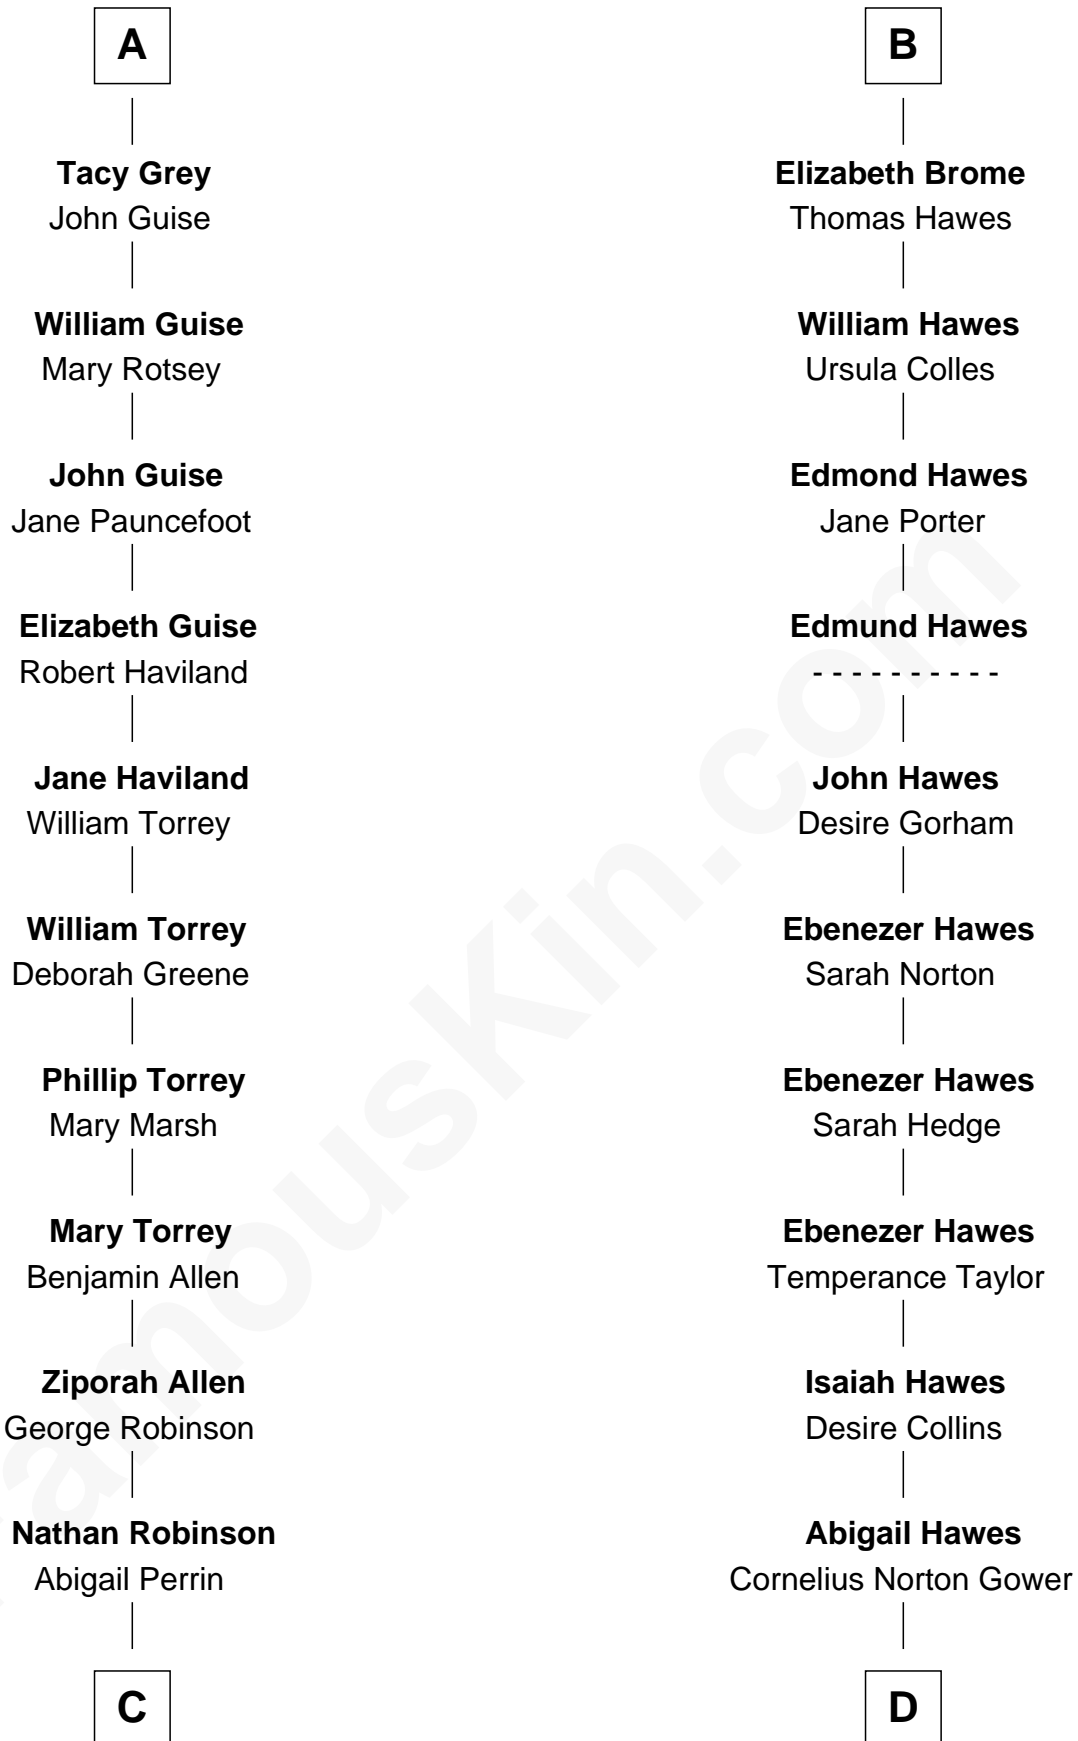 A
Tacy Grey
John Guise
William Guise
Mary Rotsey
John Guise
Jane Pauncefoot
Elizabeth Guise
Robert Haviland
Jane Haviland
William Torrey
William Torrey
Deborah Greene
Phillip Torrey
Mary Marsh
Mary Torrey
Benjamin Allen
Ziporah Allen
George Robinson
Nathan Robinson
Abigail Perrin
C
B
Elizabeth Brome
Thomas Hawes
William Hawes
Ursula Colles
Edmond Hawes
Jane Porter
Edmund Hawes
- - - - - - - - - -
John Hawes
Desire Gorham
Ebenezer Hawes
Sarah Norton
Ebenezer Hawes
Sarah Hedge
Ebenezer Hawes
Temperance Taylor
Isaiah Hawes
Desire Collins
Abigail Hawes
Cornelius Norton Gower
D
FamousKin.com